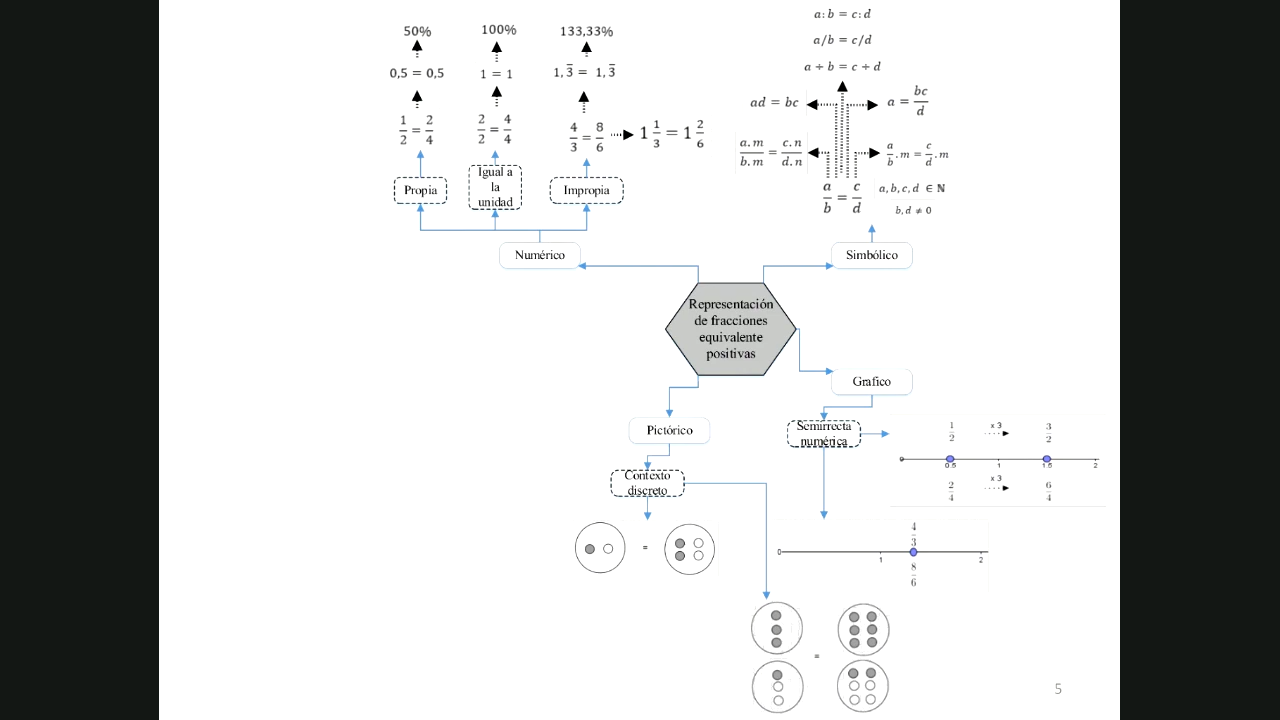 50%
100%
133,33%
0,5 = 0,5
1 = 1
1,3̅ = 1,3̅
1/2 = 2/4
2/2 = 4/4
4/3 = 8/6
1 1/3 = 1 2/6
Propia
Igual a
la
unidad
Impropia
Numérico
a: b = c: d
a/b = c/d
a ÷ b = c ÷ d
ad = bc
a = bc/d
a.m/b.m = c.n/d.n
a/b . m = c/d . m
a/b = c/d
a, b, c, d ∈ ℕ
b, d ≠ 0
Simbólico
Representación
de fracciones
equivalente
positivas
Grafico
Semirrecta
numérica
1/2 x 3 3/2
0 0.5 1 1.5 2
2/4 x 3 6/4
4/3
0 1 2
8/6
Pictórico
Contexto
discreto
=
=
5